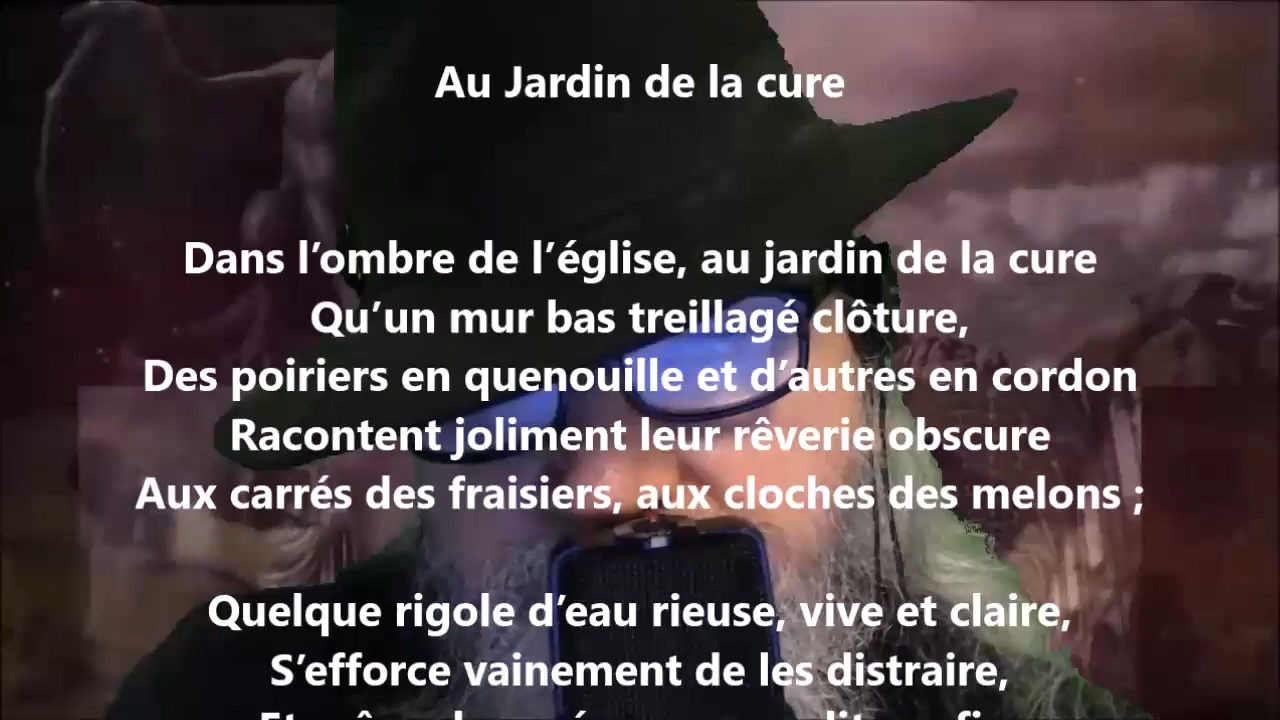 Au Jardin de la cure
Dans l’ombre de l’église, au jardin de la cure
Qu’un mur bas treillagé clôture,
Des poiriers en quenouille et d’autres en cordon
Racontent joliment leur rêverie obscure
Aux carrés des fraisiers, aux cloches des melons ;
Quelque rigole d’eau rieuse, vive et claire,
S’efforce vainement de les distraire,